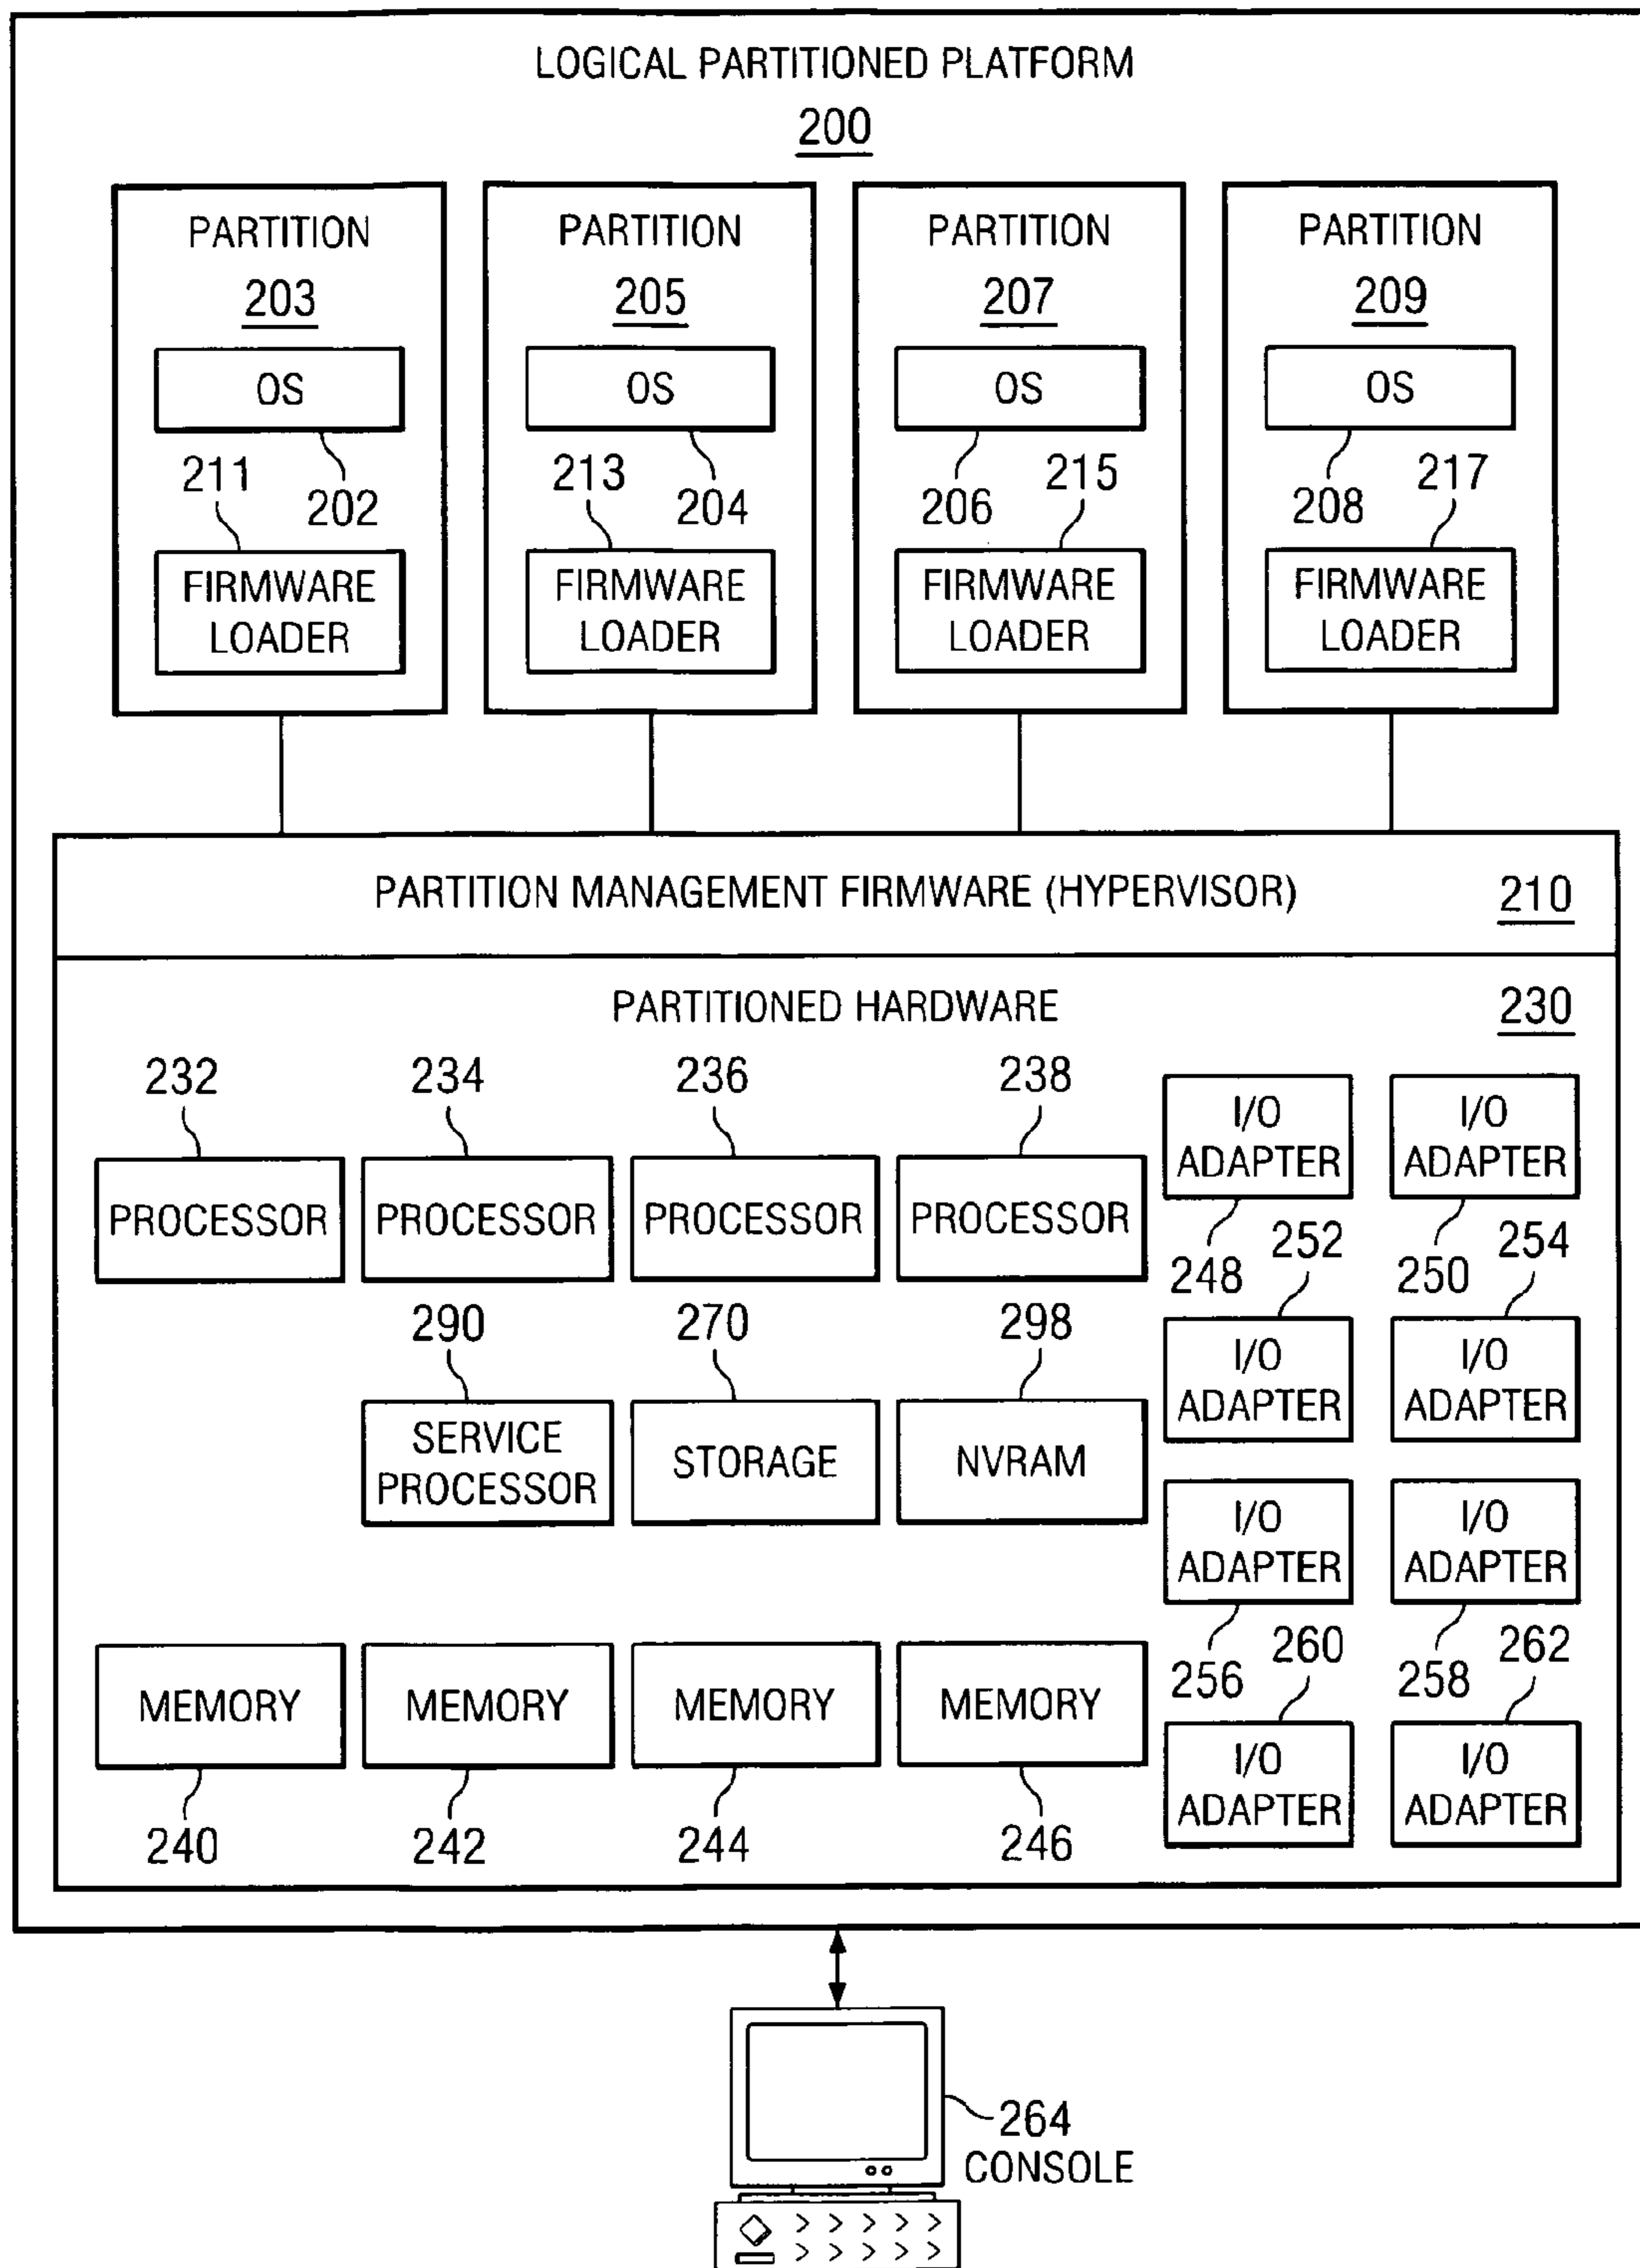 LOGICAL PARTITIONED PLATFORM
200
PARTITION PARTITION PARTITION PARTITION
203 205 207 209
OS OS OS OS
211 202 213 204 206 215 208 217
FIRMWARE LOADER FIRMWARE LOADER FIRMWARE LOADER FIRMWARE LOADER
PARTITION MANAGEMENT FIRMWARE (HYPERVISOR) 210
PARTITIONED HARDWARE 230
232 234 236 238
PROCESSOR PROCESSOR PROCESSOR PROCESSOR
I/O ADAPTER I/O ADAPTER
248 252 250 254
290 270 298
SERVICE PROCESSOR STORAGE NVRAM
I/O ADAPTER I/O ADAPTER
I/O ADAPTER I/O ADAPTER
256 260 258 262
MEMORY MEMORY MEMORY MEMORY
I/O ADAPTER I/O ADAPTER
240 242 244 246
264
CONSOLE